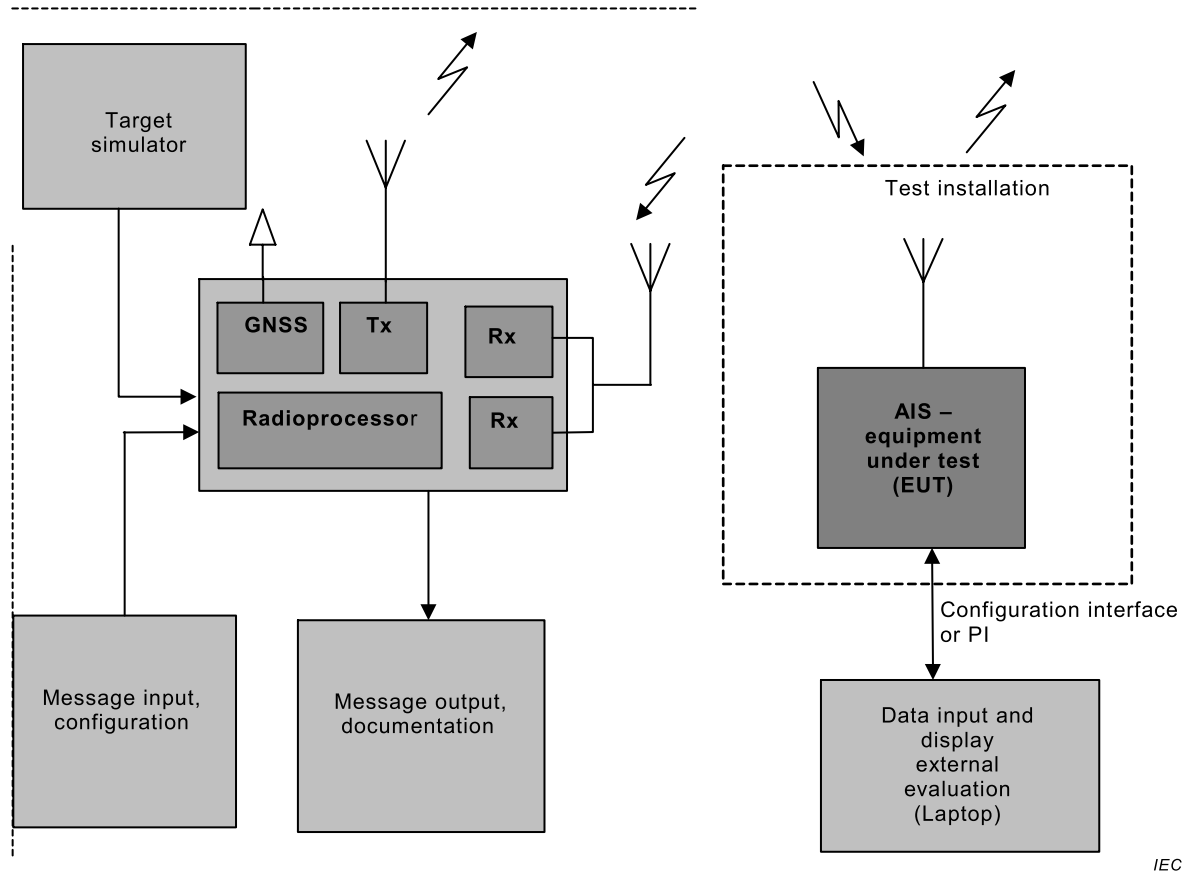 Target
simulator
Test installation
GNSS
Tx
Rx
Radioprocessor
Rx
AIS –
equipment
under test
(EUT)
Configuration interface
or PI
Message input,
configuration
Message output,
documentation
Data input and
display
external
evaluation
(Laptop)
IEC